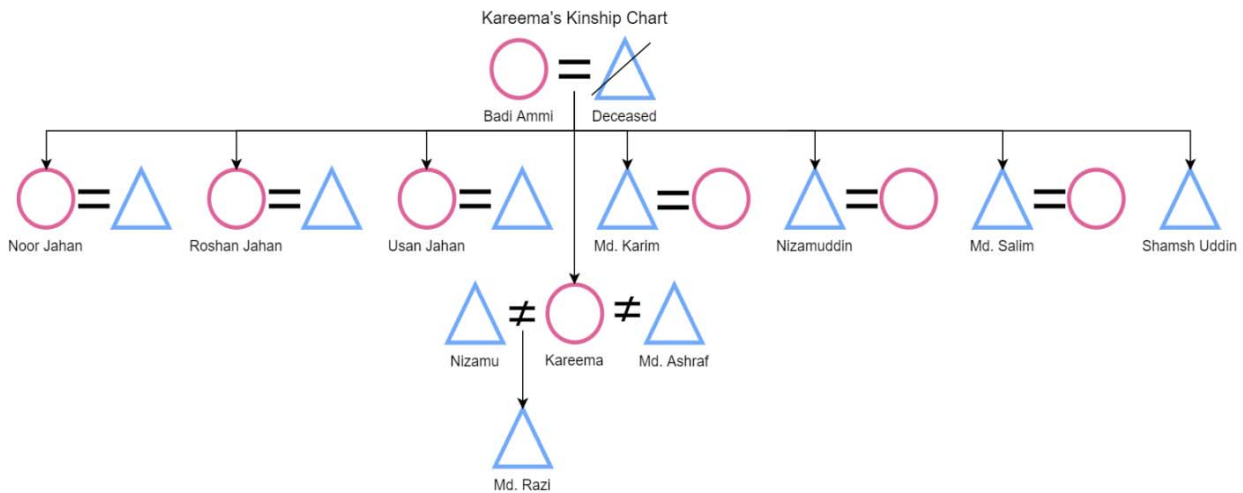 Kareema's Kinship Chart
Badi Ammi
Deceased
Noor Jahan
Roshan Jahan
Usan Jahan
Md. Karim
Nizamuddin
Md. Salim
Shamsh Uddin
Nizamu
Kareema
Md. Ashraf
Md. Razi